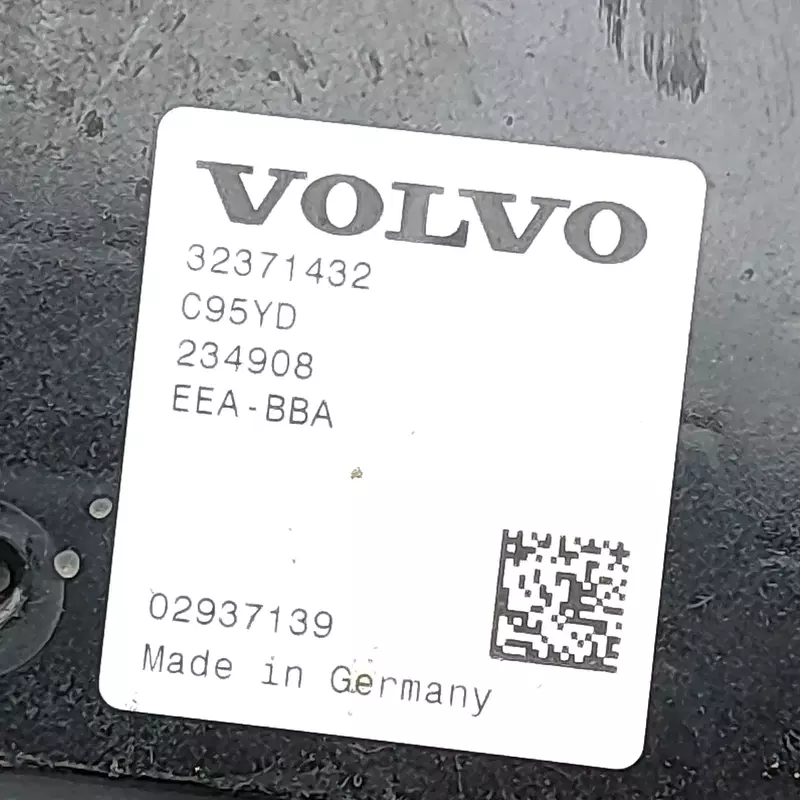 VOLVO
32371432
C95YD
234908
EEA-BBA
02937139
Made in Germany